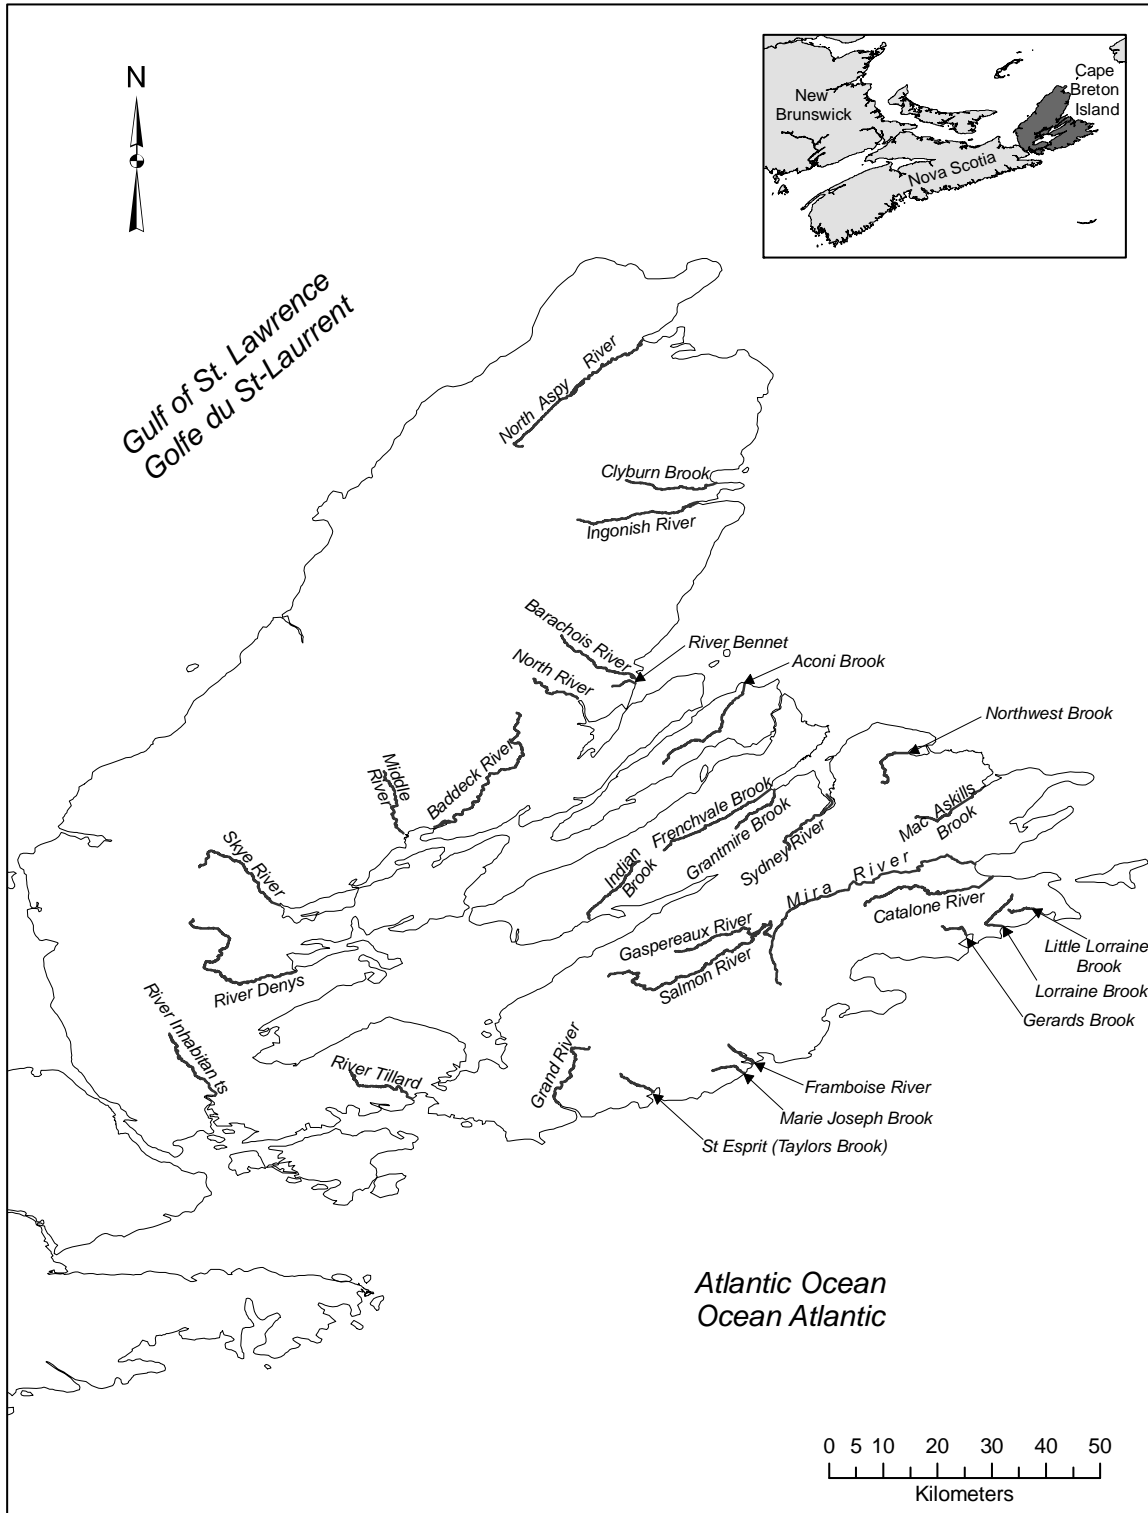 N
Cape
Breton
Island
New
Brunswick
Nova Scotia
Gulf of St. Lawrence
Golfe du St-Laurrent
North Aspy River
Clyburn Brook
Ingonish River
Barachois River
River Bennet
North River
Aconi Brook
Northwest Brook
Middle
River
Baddeck River
Mac Askills
Brook
Frenchvale Brook
Grantmire Brook
Sydney River
Skye River
Indian
Brook
Mira River
Catalone River
Gaspereaux River
Salmon River
Little Lorraine
Brook
Lorraine Brook
Gerards Brook
River Denys
River Inhabitan ts
River Tillard
Grand River
Framboise River
Marie Joseph Brook
St Esprit (Taylors Brook)
Atlantic Ocean
Ocean Atlantic
0 5 10 20 30 40 50
Kilometers